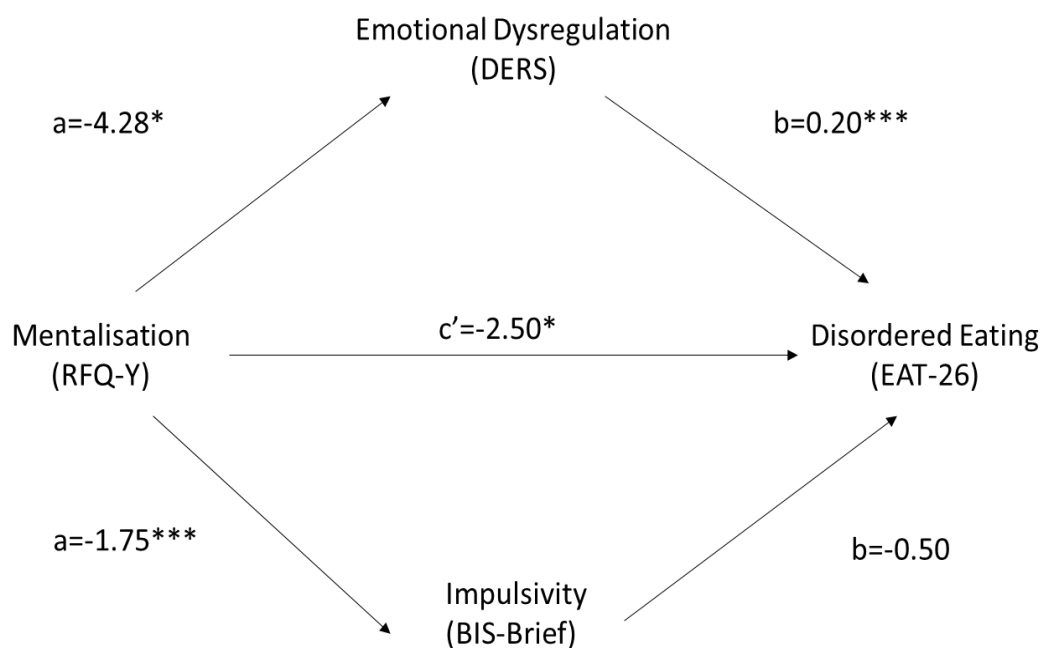 Emotional Dysregulation
(DERS)
a=-4.28*
b=0.20***
Mentalisation
(RFQ-Y)
c’=-2.50*
Disordered Eating
(EAT-26)
a=-1.75***
b=-0.50
Impulsivity
(BIS-Brief)